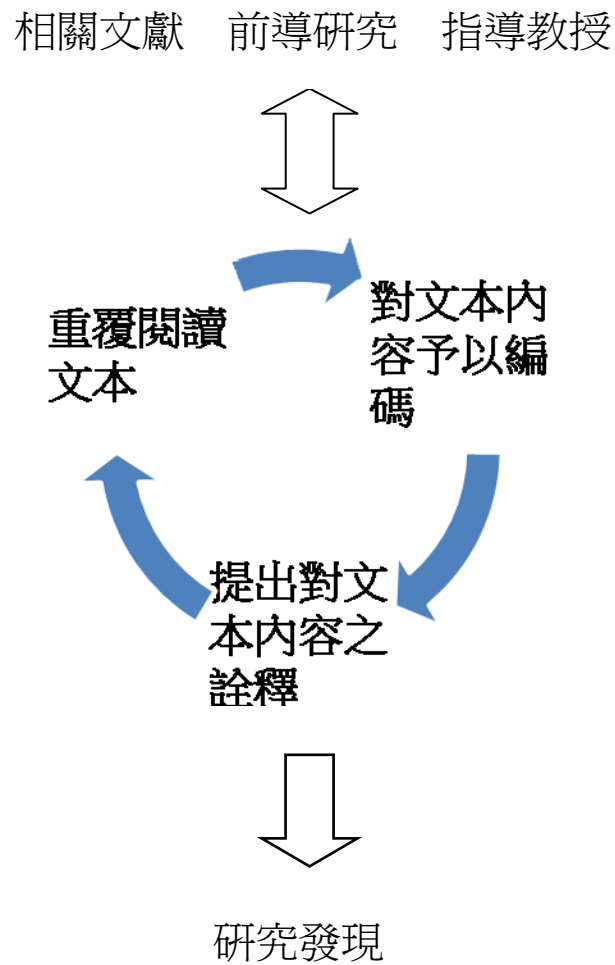 相關文獻　前導研究　指導教授
重覆閱讀
文本
對文本內
容予以編
碼
提出對文
本內容之
詮釋
研究發現